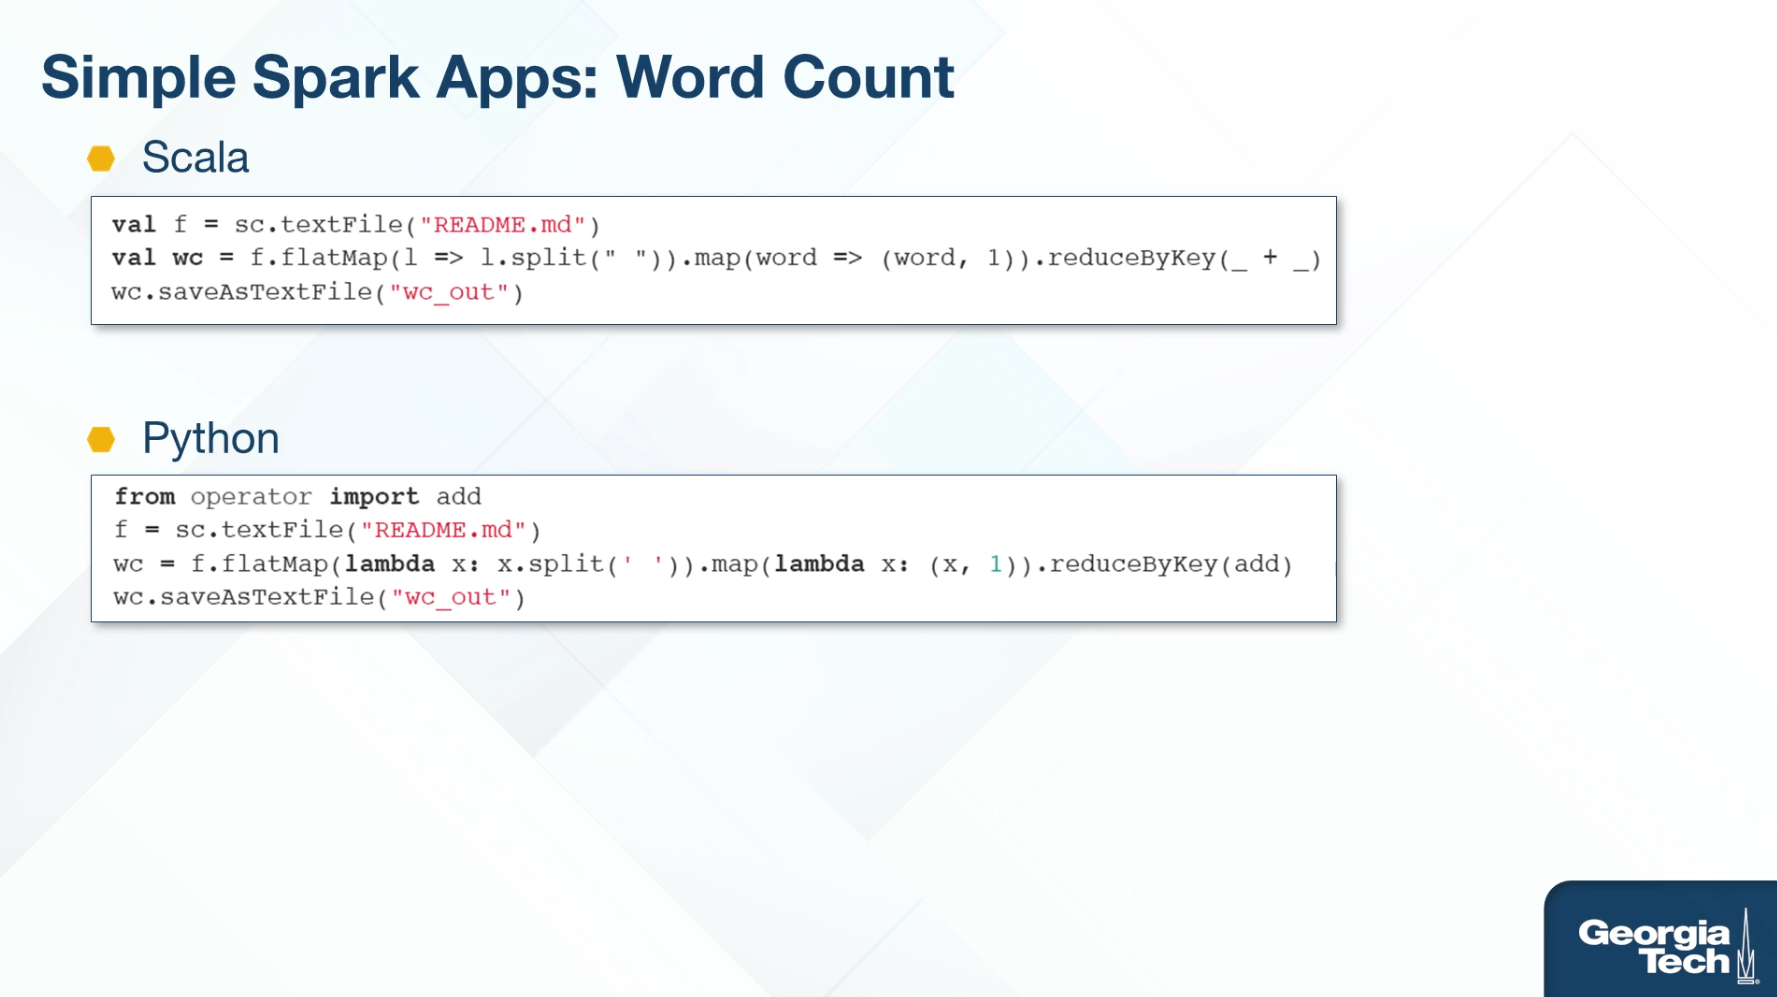 Simple Spark Apps: Word Count
Scala
val f = sc.textFile("README.md")
val wc = f.flatMap(l => l.split(" ")).map(word => (word, 1)).reduceByKey(_ + _)
wc.saveAsTextFile("wc_out")
Python
from operator import add
f = sc.textFile("README.md")
wc = f.flatMap(lambda x: x.split(' ')).map(lambda x: (x, 1)).reduceByKey(add)
wc.saveAsTextFile("wc_out")
Georgia
Tech